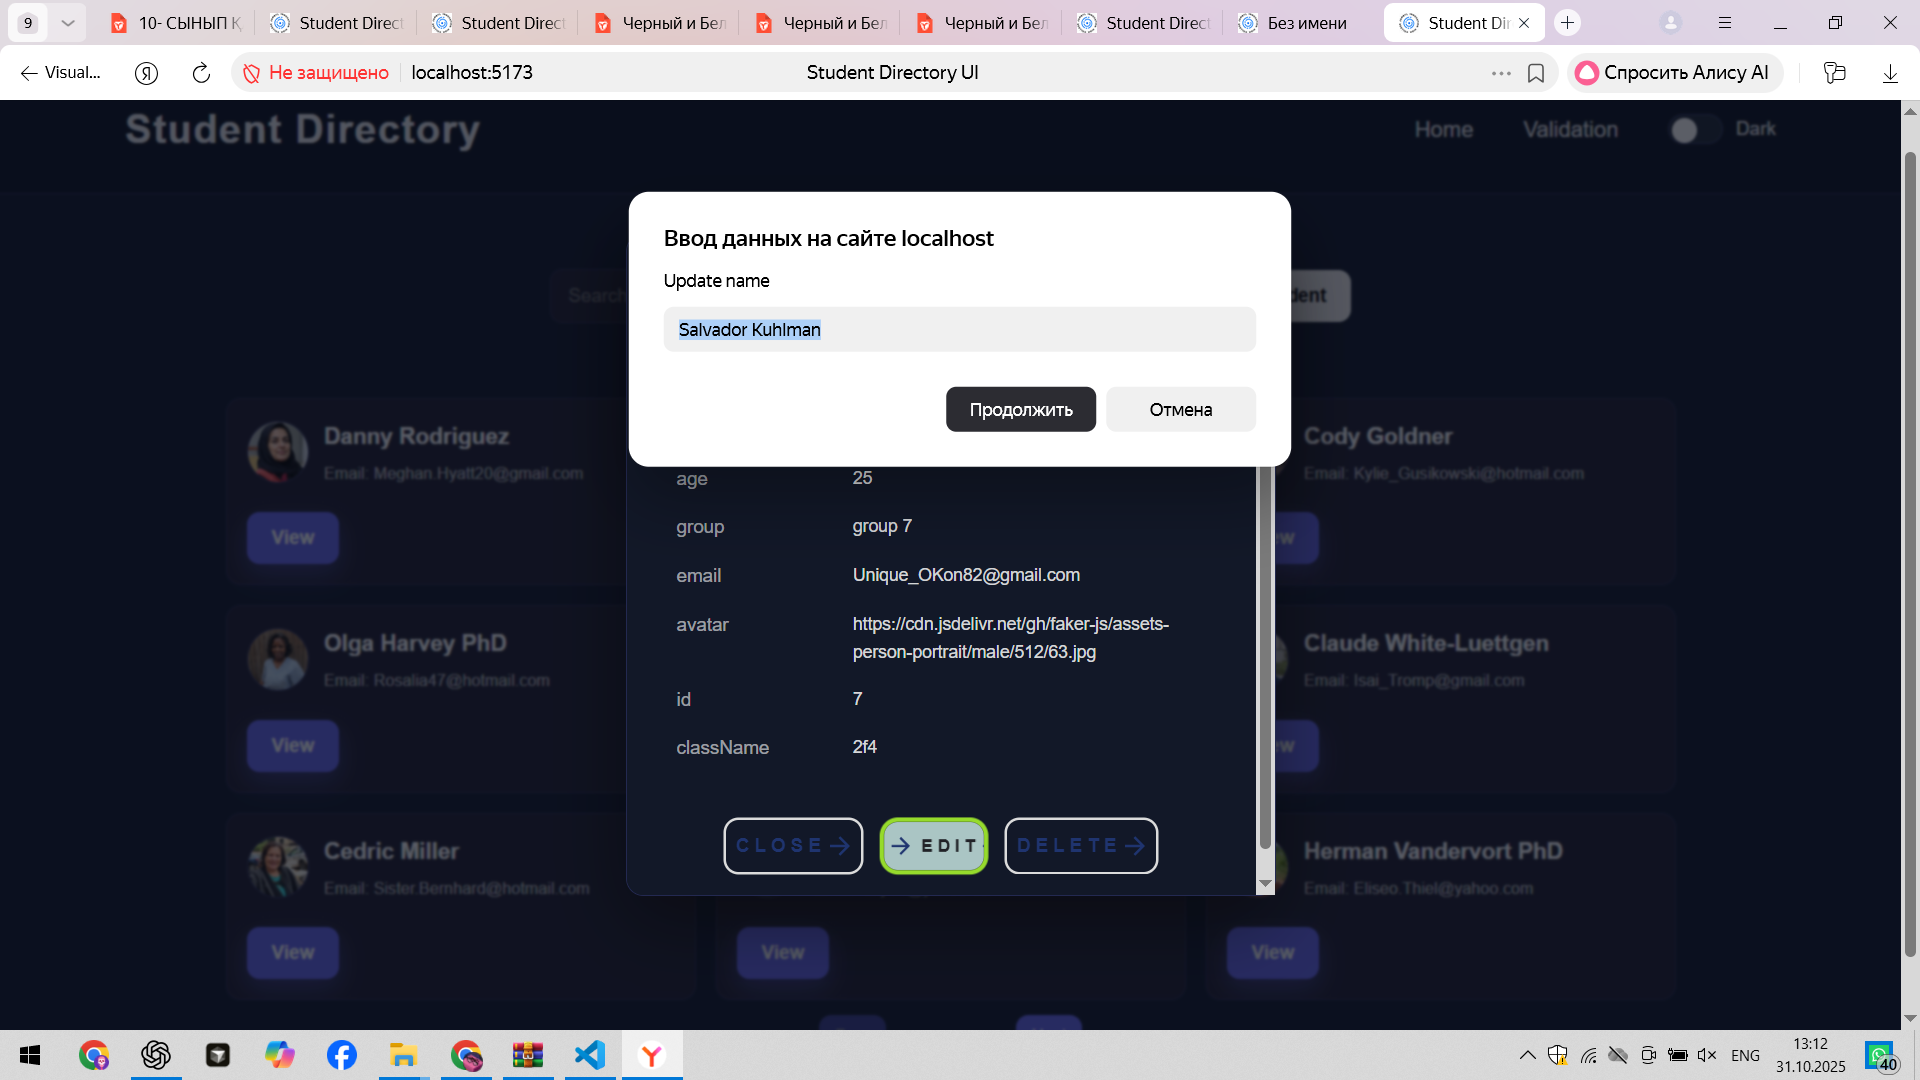 9
10- СЫНЫП Қ
Student Direct
Student Direct
Черный и Бел
Черный и Бел
Черный и Бел
Student Direct
Без имени
Student Dir
Visual...
Не защищено
localhost:5173
Student Directory UI
Спросить Алису AI
Student Directory
Home
Validation
Dark
Ввод данных на сайте localhost
Update name
Search
dent
Salvador Kuhlman
Продолжить
Отмена
Danny Rodriguez
Email: Meghan.Hyatt20@gmail.com
View
Cody Goldner
Email: Kylie_Gusikowski@hotmail.com
ew
age
25
group
group 7
email
Unique_OKon82@gmail.com
avatar
https://cdn.jsdelivr.net/gh/faker-js/assets-
person-portrait/male/512/63.jpg
id
7
className
2f4
Olga Harvey PhD
Email: Rosalia47@hotmail.com
View
Claude White-Luettgen
Email: Isai_Tromp@gmail.com
ew
CLOSE
EDIT
DELETE
Cedric Miller
Email: Sister.Bernhard@hotmail.com
View
View
Herman Vandervort PhD
Email: Eliseo.Thiel@yahoo.com
View
ENG
13:12
31.10.2025
40